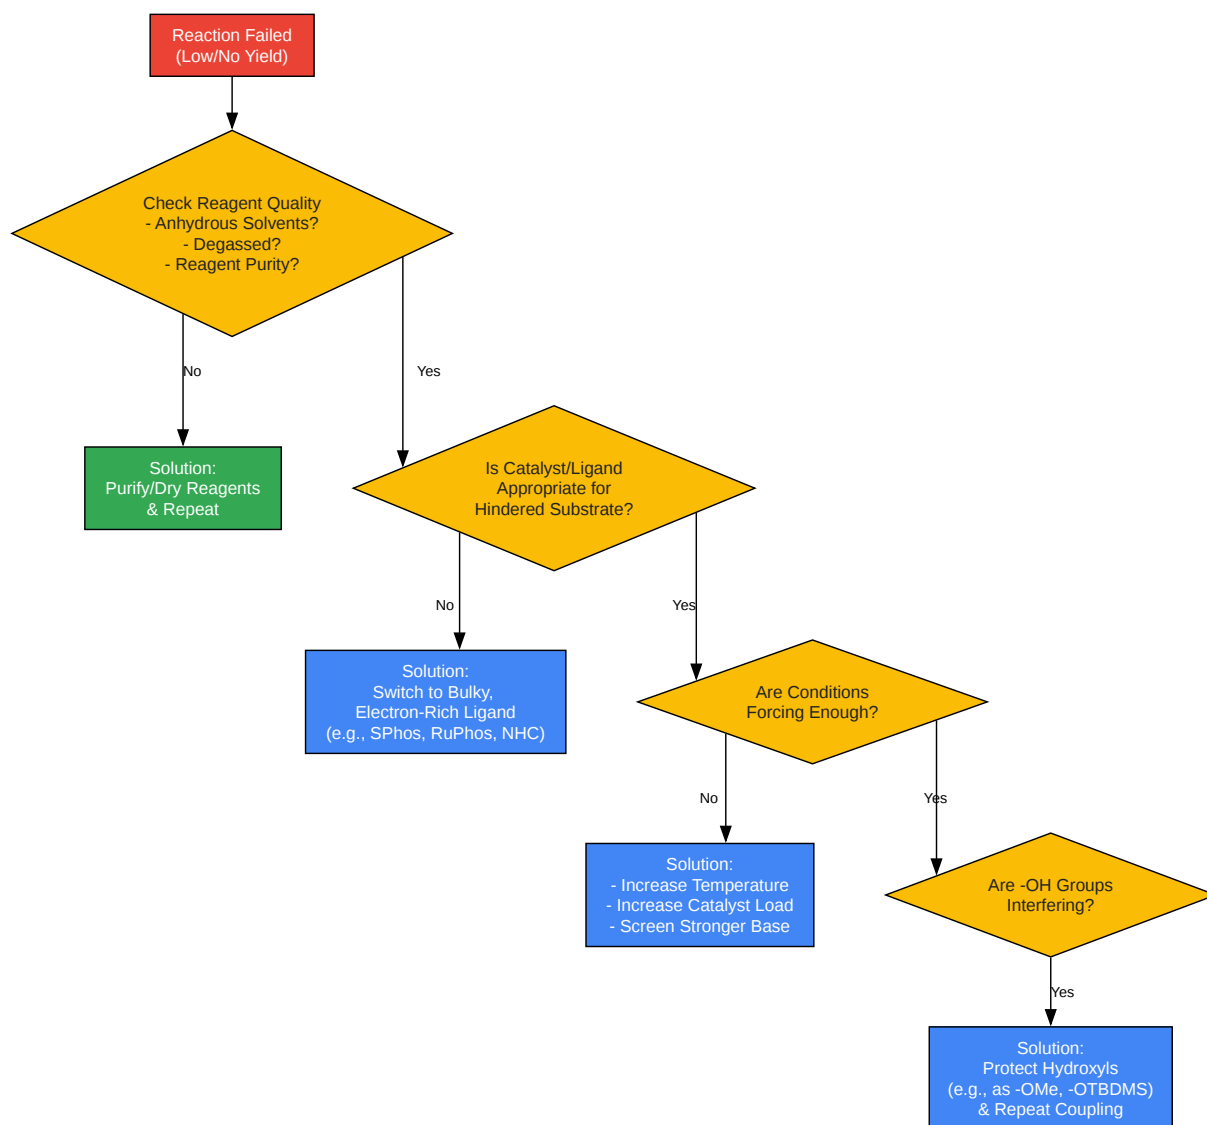 Reaction Failed
(Low/No Yield)
Check Reagent Quality
- Anhydrous Solvents?
- Degassed?
- Reagent Purity?
No
Yes
Solution:
Purify/Dry Reagents
& Repeat
Is Catalyst/Ligand
Appropriate for
Hindered Substrate?
No
Yes
Solution:
Switch to Bulky,
Electron-Rich Ligand
(e.g., SPhos, RuPhos, NHC)
Are Conditions
Forcing Enough?
No
Yes
Solution:
- Increase Temperature
- Increase Catalyst Load
- Screen Stronger Base
Are -OH Groups
Interfering?
Yes
Solution:
Protect Hydroxyls
(e.g., as -OMe, -OTBDMS)
& Repeat Coupling